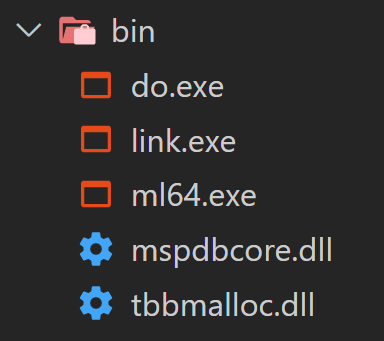 bin
do.exe
link.exe
ml64.exe
mspdbcore.dll
tbbmalloc.dll